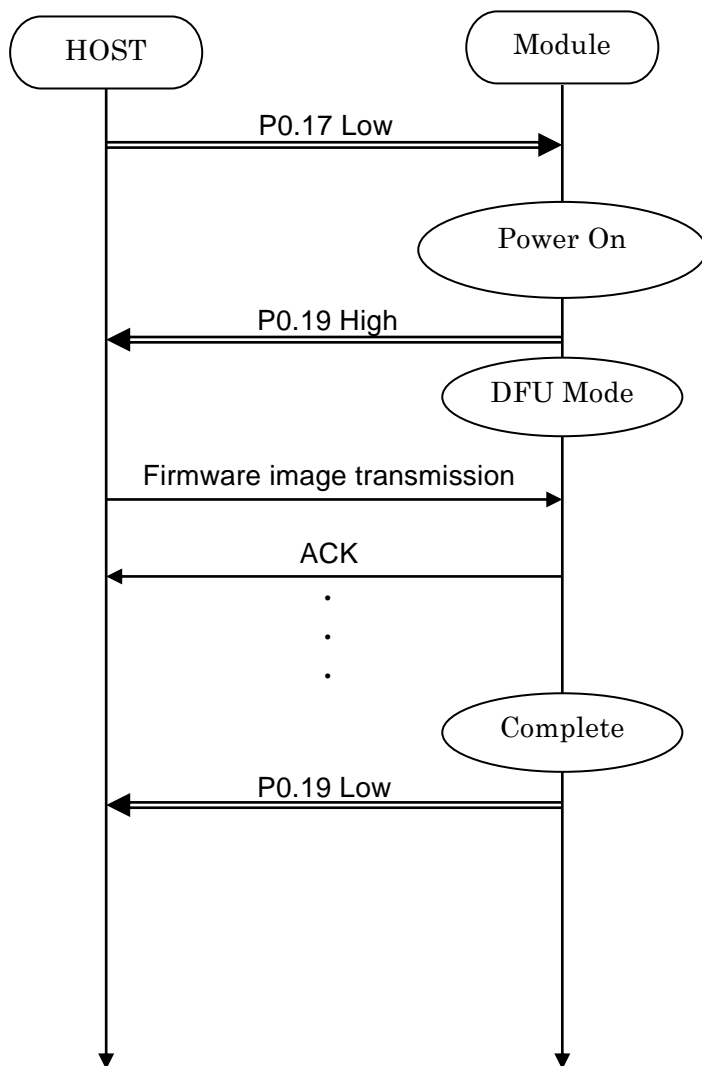 HOST
Module
P0.17 Low
Power On
P0.19 High
DFU Mode
Firmware image transmission
ACK
Complete
P0.19 Low